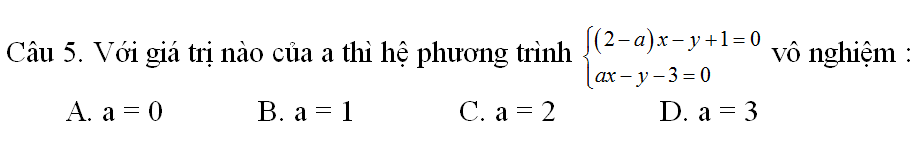 Câu 5. Với giá trị nào của a thì hệ phương trình {(2−a)x−y+1=0 vô nghiệm :
ax−y−3=0
A. a = 0 B. a = 1 C. a = 2 D. a = 3